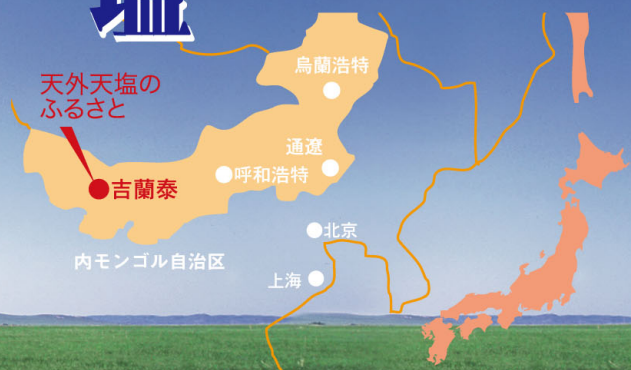 塩
烏蘭浩特
天外天塩の
ふるさと
通遼
呼和浩特
吉蘭泰
北京
内モンゴル自治区
上海